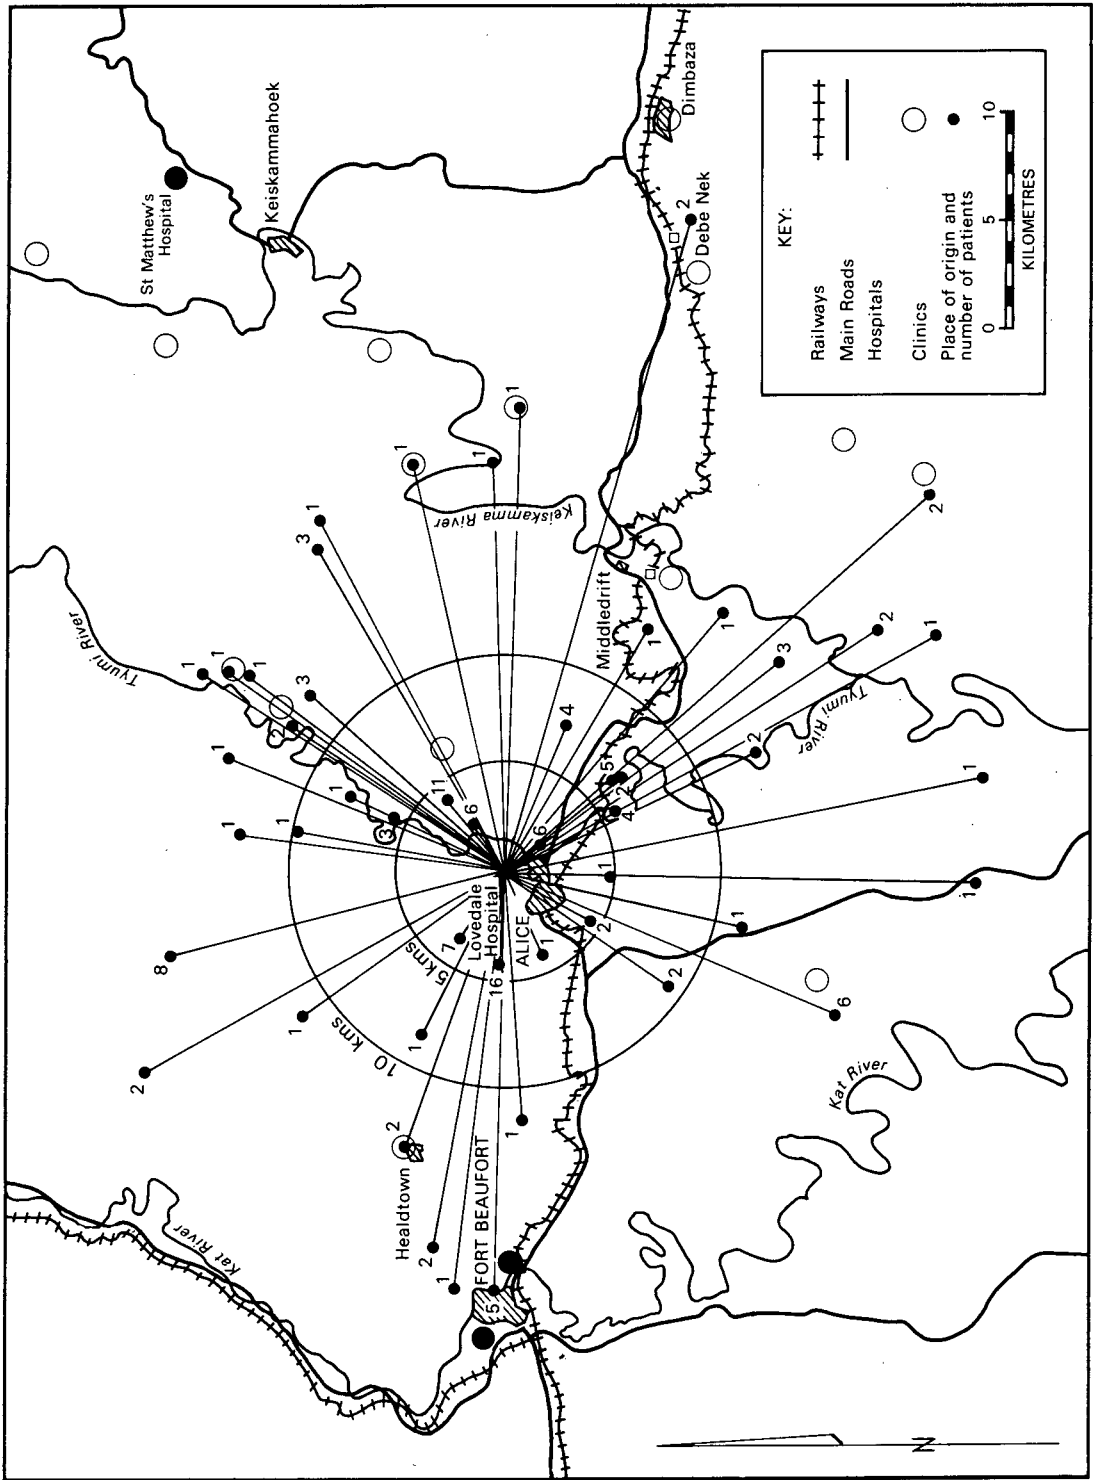 Kat River
Tyumi River
St Matthew's
Hospital
Keiskammahoek
2
8
1
1
1
1
1
1
1
2
3
3
1
10 kms
1
1
3
Healdtown
2
1
7
11
6
1
5 kms
2
1
FORT BEAUFORT
5
16
Lovedale
Hospital
ALICE
1
1
1
Keiskamma River
1
2
1
2
6
4
5
2
4
Middledrift
1
2
Debe Nek
Dimbaza
2
1
1
3
2
Tyumi River
6
1
1
2
1
2
Kat River
KEY:
Railways
Main Roads
Hospitals
Clinics
Place of origin and
number of patients
0 5 10
KILOMETRES
N